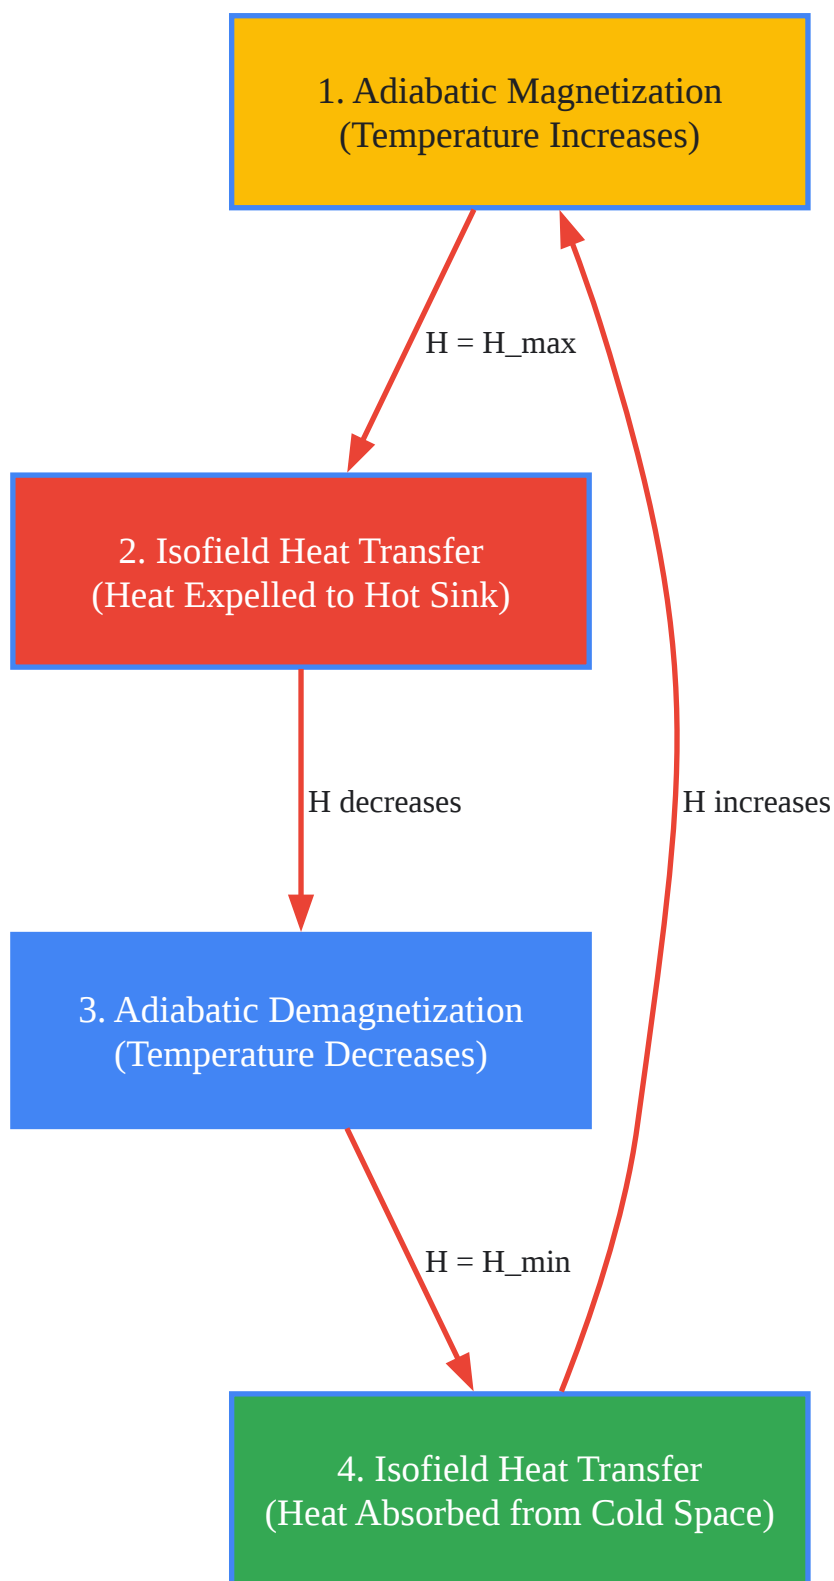 1. Adiabatic Magnetization
(Temperature Increases)
H = H_max
2. Isofield Heat Transfer
(Heat Expelled to Hot Sink)
H decreases
H increases
3. Adiabatic Demagnetization
(Temperature Decreases)
H = H_min
4. Isofield Heat Transfer
(Heat Absorbed from Cold Space)